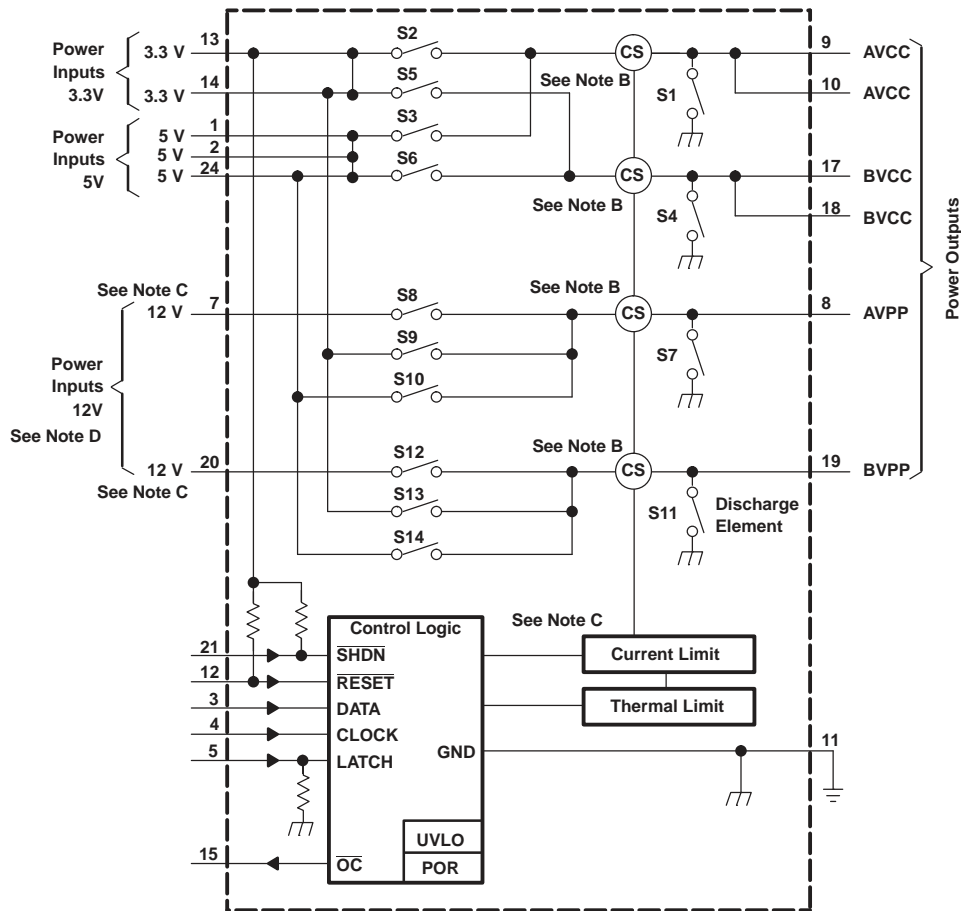 Power
Inputs
3.3V
3.3 V
13
3.3 V
14
Power
Inputs
5V
5 V
1
5 V
2
5 V
24
S2
S5
S3
S6
CS
See Note B
S1
9
AVCC
10
AVCC
CS
See Note B
S4
17
BVCC
18
BVCC
Power Outputs
See Note C
12 V
7
Power
Inputs
12V
See Note D
12 V
20
See Note C
S8
S9
S10
See Note B
CS
S7
8
AVPP
S12
S13
S14
See Note B
CS
S11
Discharge
Element
19
BVPP
Control Logic
21
SHDN
12
RESET
3
DATA
4
CLOCK
5
LATCH
GND
UVLO
POR
15
OC
See Note C
Current Limit
Thermal Limit
11